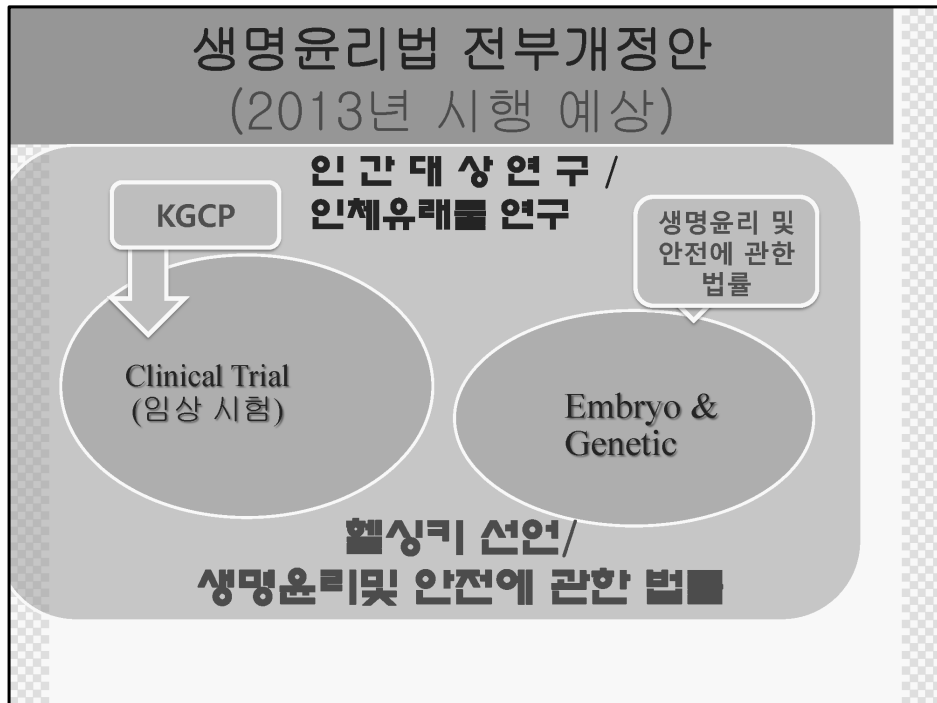 생명윤리법 전부개정안
(2013년 시행 예상)
인 간 대 상 연 구 /
인체유래물 연구
KGCP
생명윤리 및
안전에 관한
법률
Clinical Trial
(임상 시험)
Embryo &
Genetic
헬싱키 선언/
생명윤리및 안전에 관한 법률